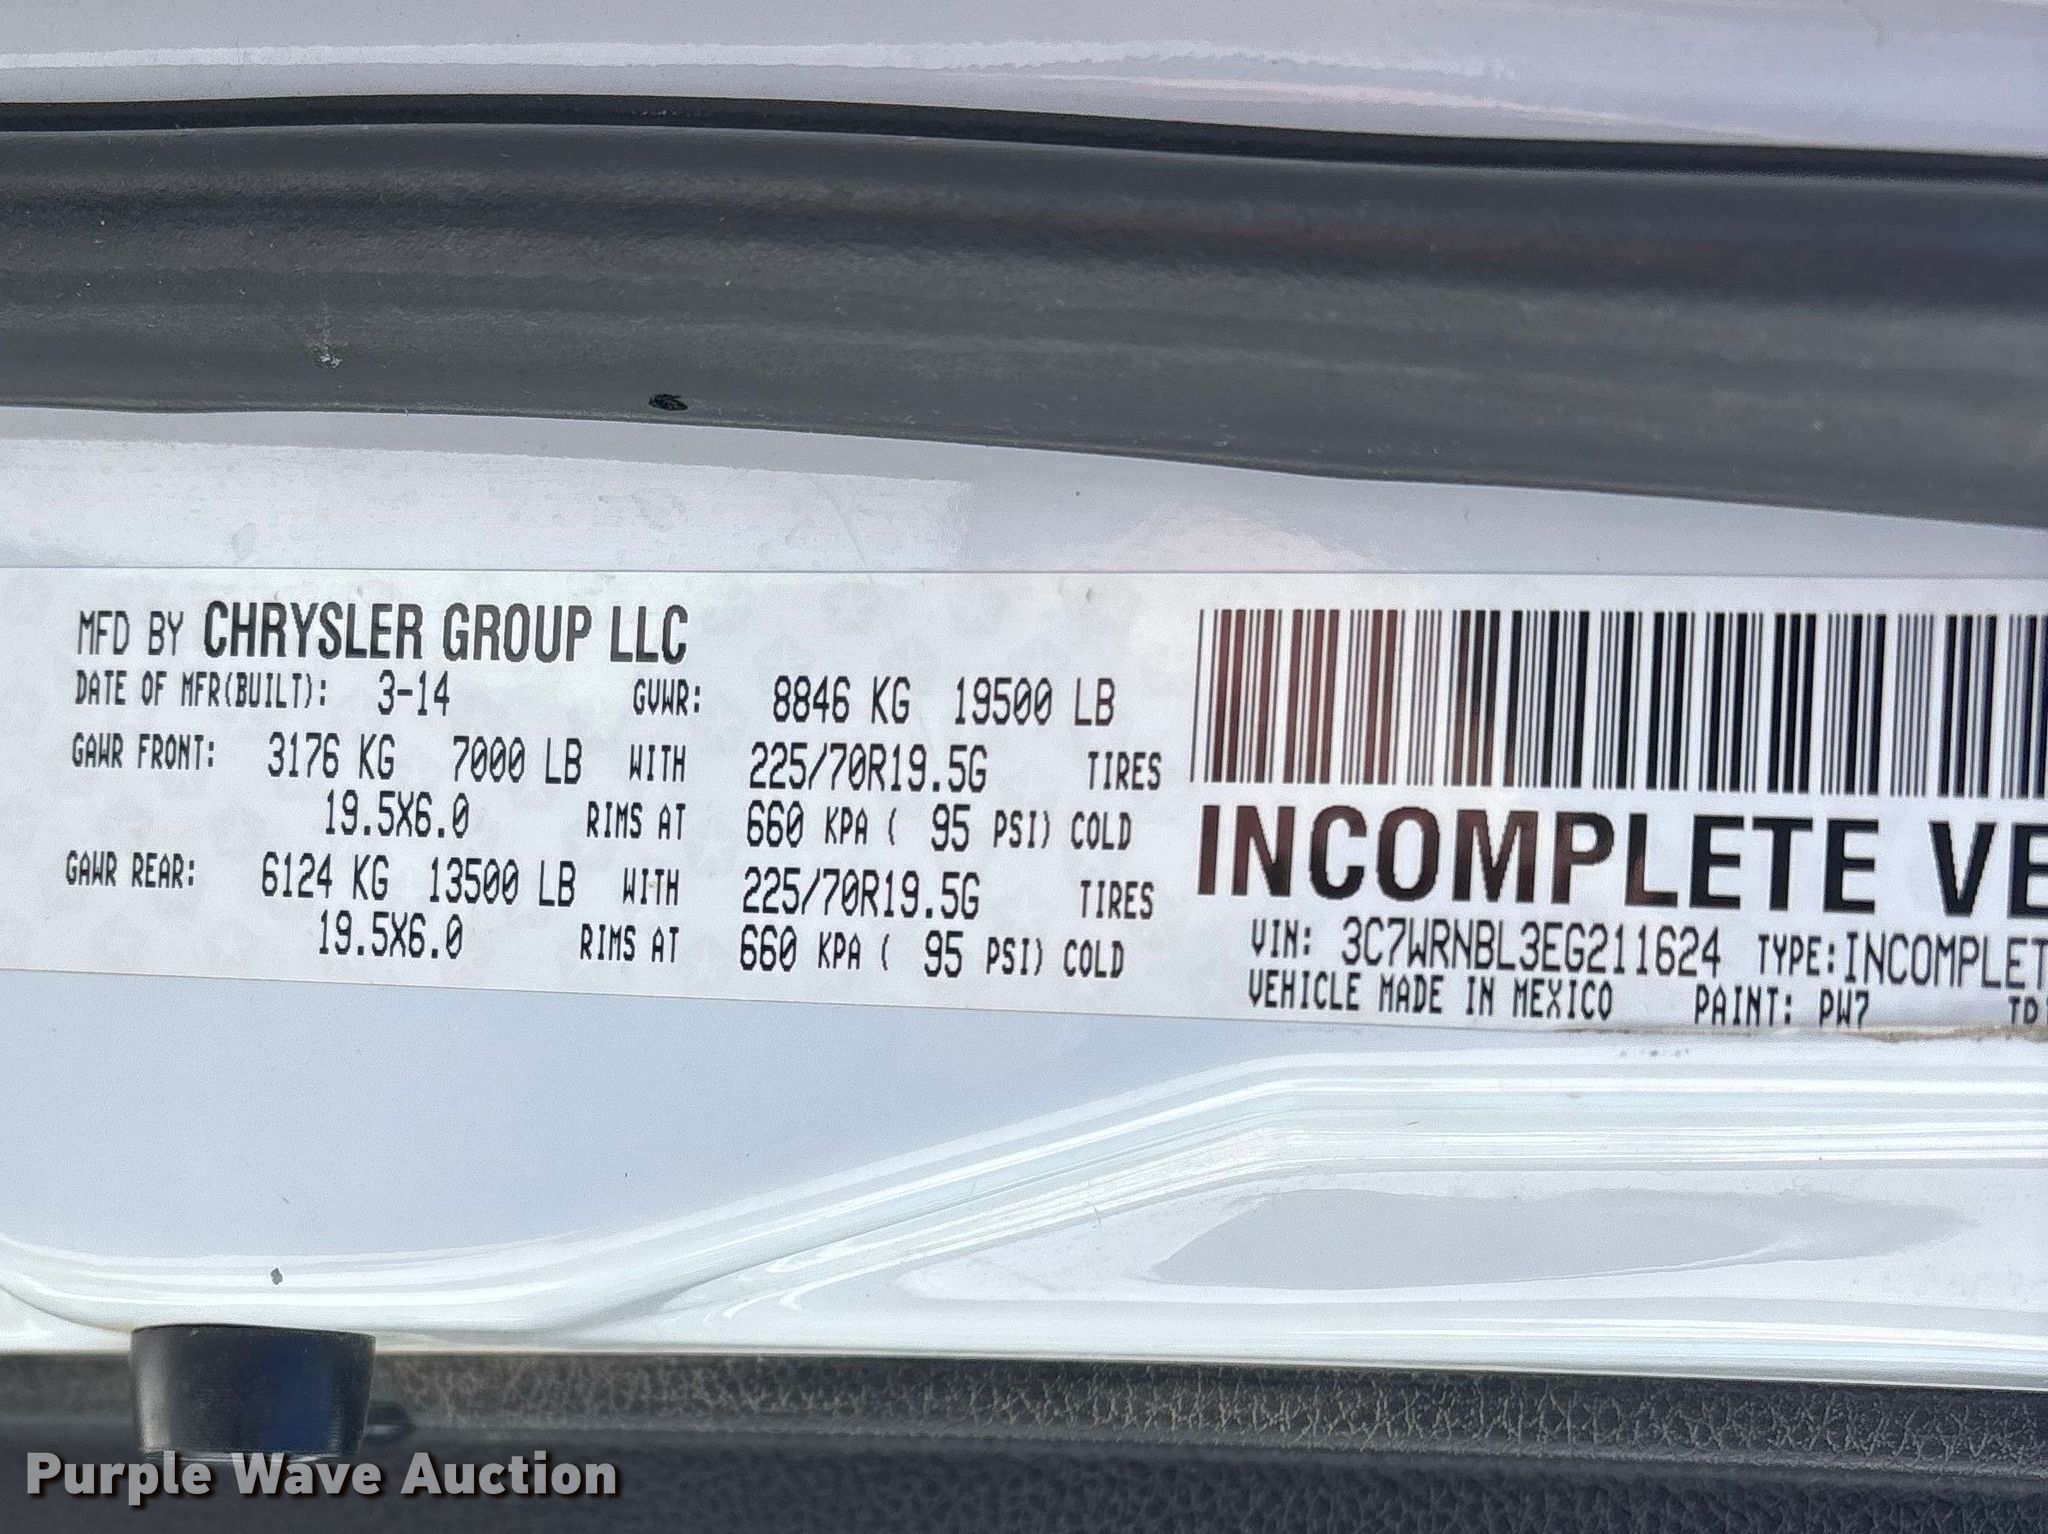 MFD BY CHRYSLER GROUP LLC
DATE OF MFR(BUILT): 3-14 GVWR: 8846 KG 19500 LB
GAWR FRONT: 3176 KG 7000 LB WITH 225/70R19.5G TIRES
19.5X6.0 RIMS AT 660 KPA ( 95 PSI) COLD
GAWR REAR: 6124 KG 13500 LB WITH 225/70R19.5G TIRES
19.5X6.0 RIMS AT 660 KPA ( 95 PSI) COLD
INCOMPLETE VE
VIN: 3C7WRNBL3EG211624 TYPE:INCOMPLET
VEHICLE MADE IN MEXICO PAINT: PW7
Purple Wave Auction